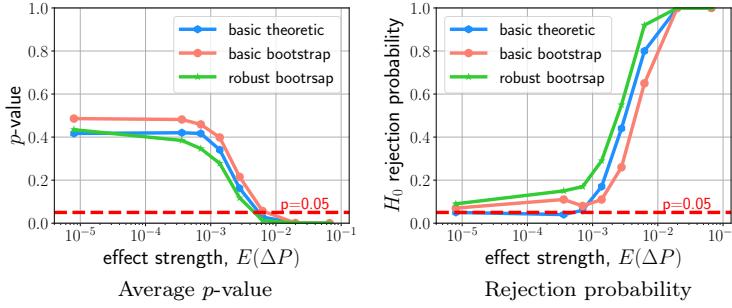 1.0
0.8
0.6
0.4
0.2
0.0
p-value
basic theoretic
basic bootstrap
robust bootrsap
p=0.05
10⁻⁵ 10⁻⁴ 10⁻³ 10⁻² 10⁻¹
effect strength, E(ΔP)
Average p-value
1.0
0.8
0.6
0.4
0.2
0.0
H₀ rejection probability
basic theoretic
basic bootstrap
robust bootrsap
p=0.05
10⁻⁵ 10⁻⁴ 10⁻³ 10⁻² 10⁻¹
effect strength, E(ΔP)
Rejection probability